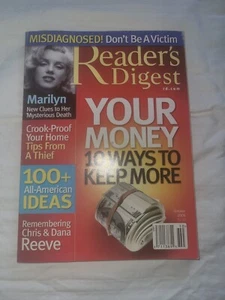 MISDIAGNOSED! Don't Be A Victim
Reader's
Digest
Marilyn
New Clues to Her
Mysterious Death
Crook-Proof
Your Home
Tips From
A Thief
100+
All-American
IDEAS
Remembering
Chris & Dana
Reeve
YOUR
MONEY
10 WAYS TO
KEEP MORE